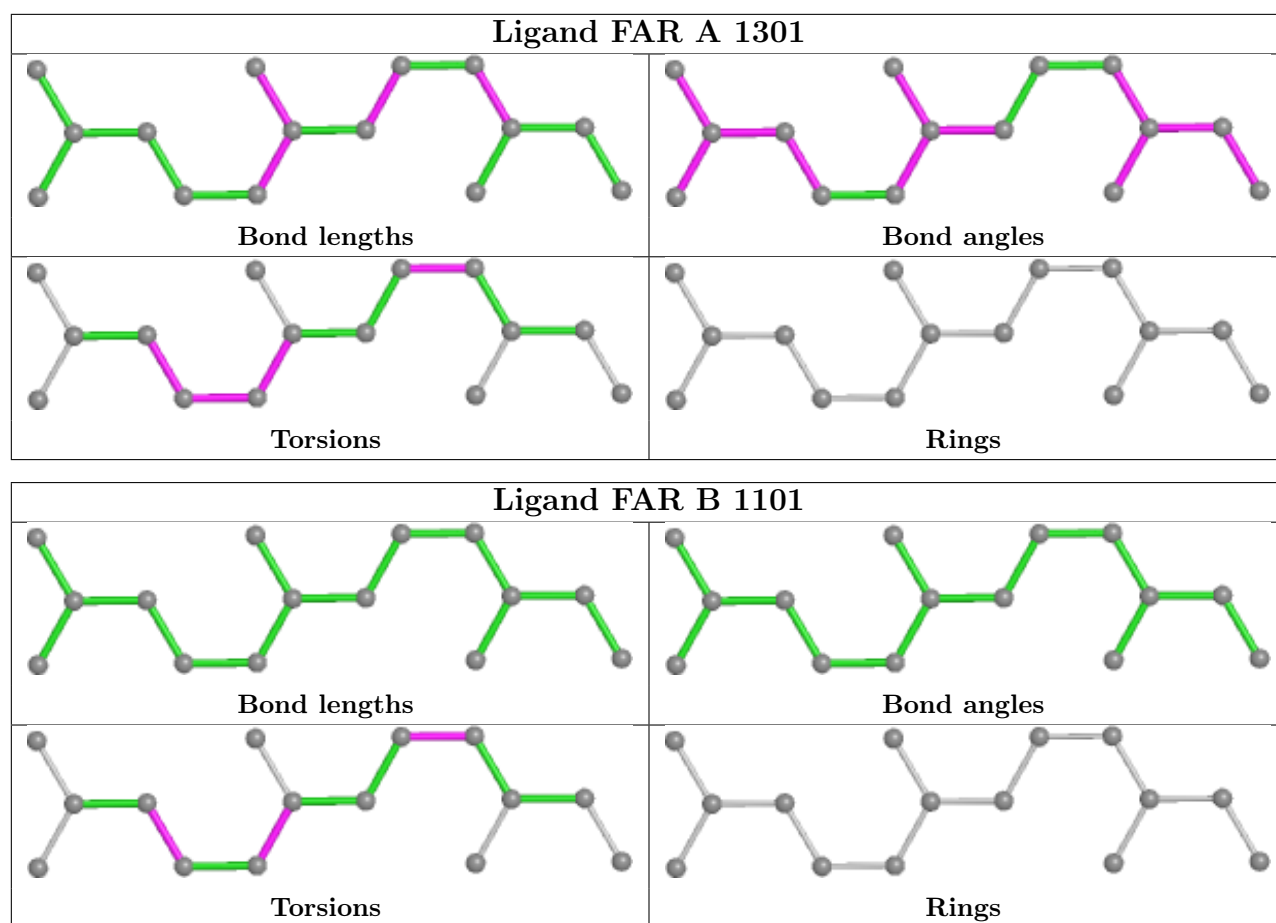 Ligand FAR A 1301
Bond lengths
Bond angles
Torsions
Rings
Ligand FAR B 1101
Bond lengths
Bond angles
Torsions
Rings